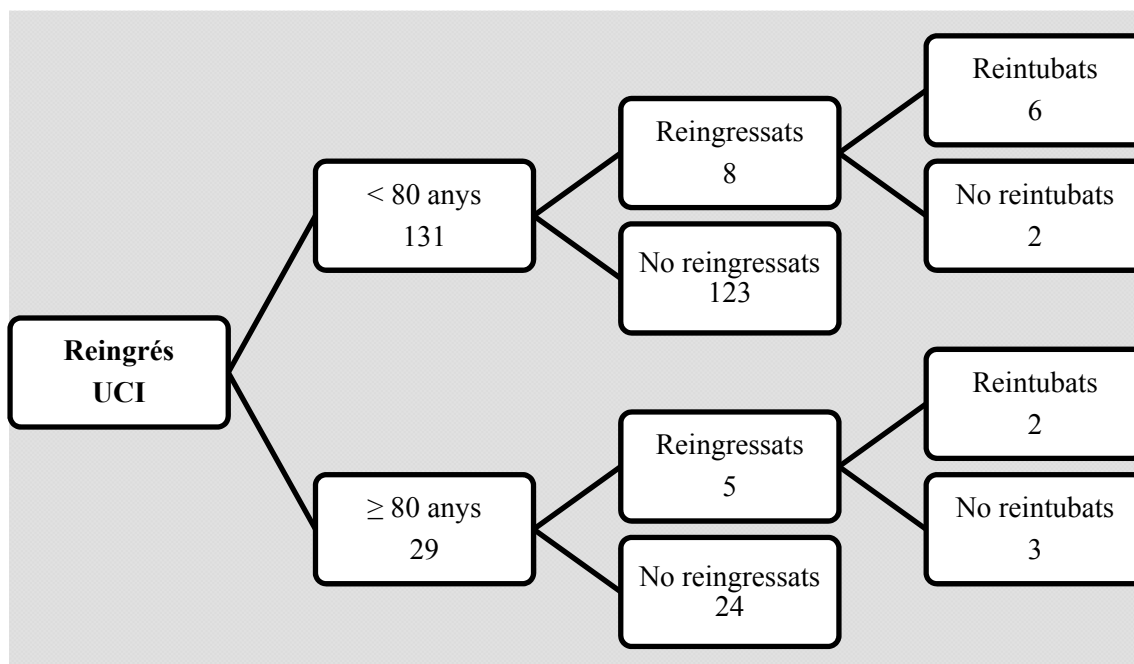 Reingrés
UCI
< 80 anys
131
Reingressats
8
Reintubats
6
No reintubats
2
No reingressats
123
≥ 80 anys
29
Reingressats
5
Reintubats
2
No reintubats
3
No reingressats
24